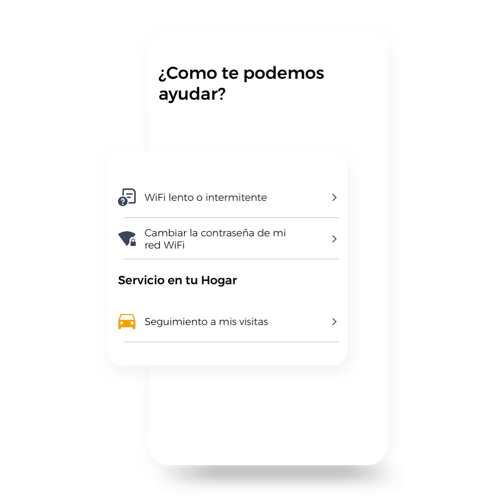 ¿Como te podemos
ayudar?
WiFi lento o intermitente
Cambiar la contraseña de mi
red WiFi
Servicio en tu Hogar
Seguimiento a mis visitas